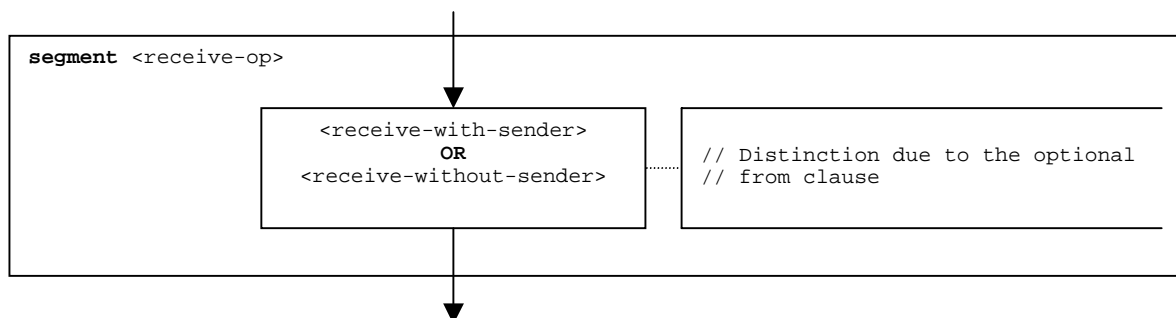 segment <receive-op>
<receive-with-sender>
OR
<receive-without-sender>
// Distinction due to the optional
// from clause